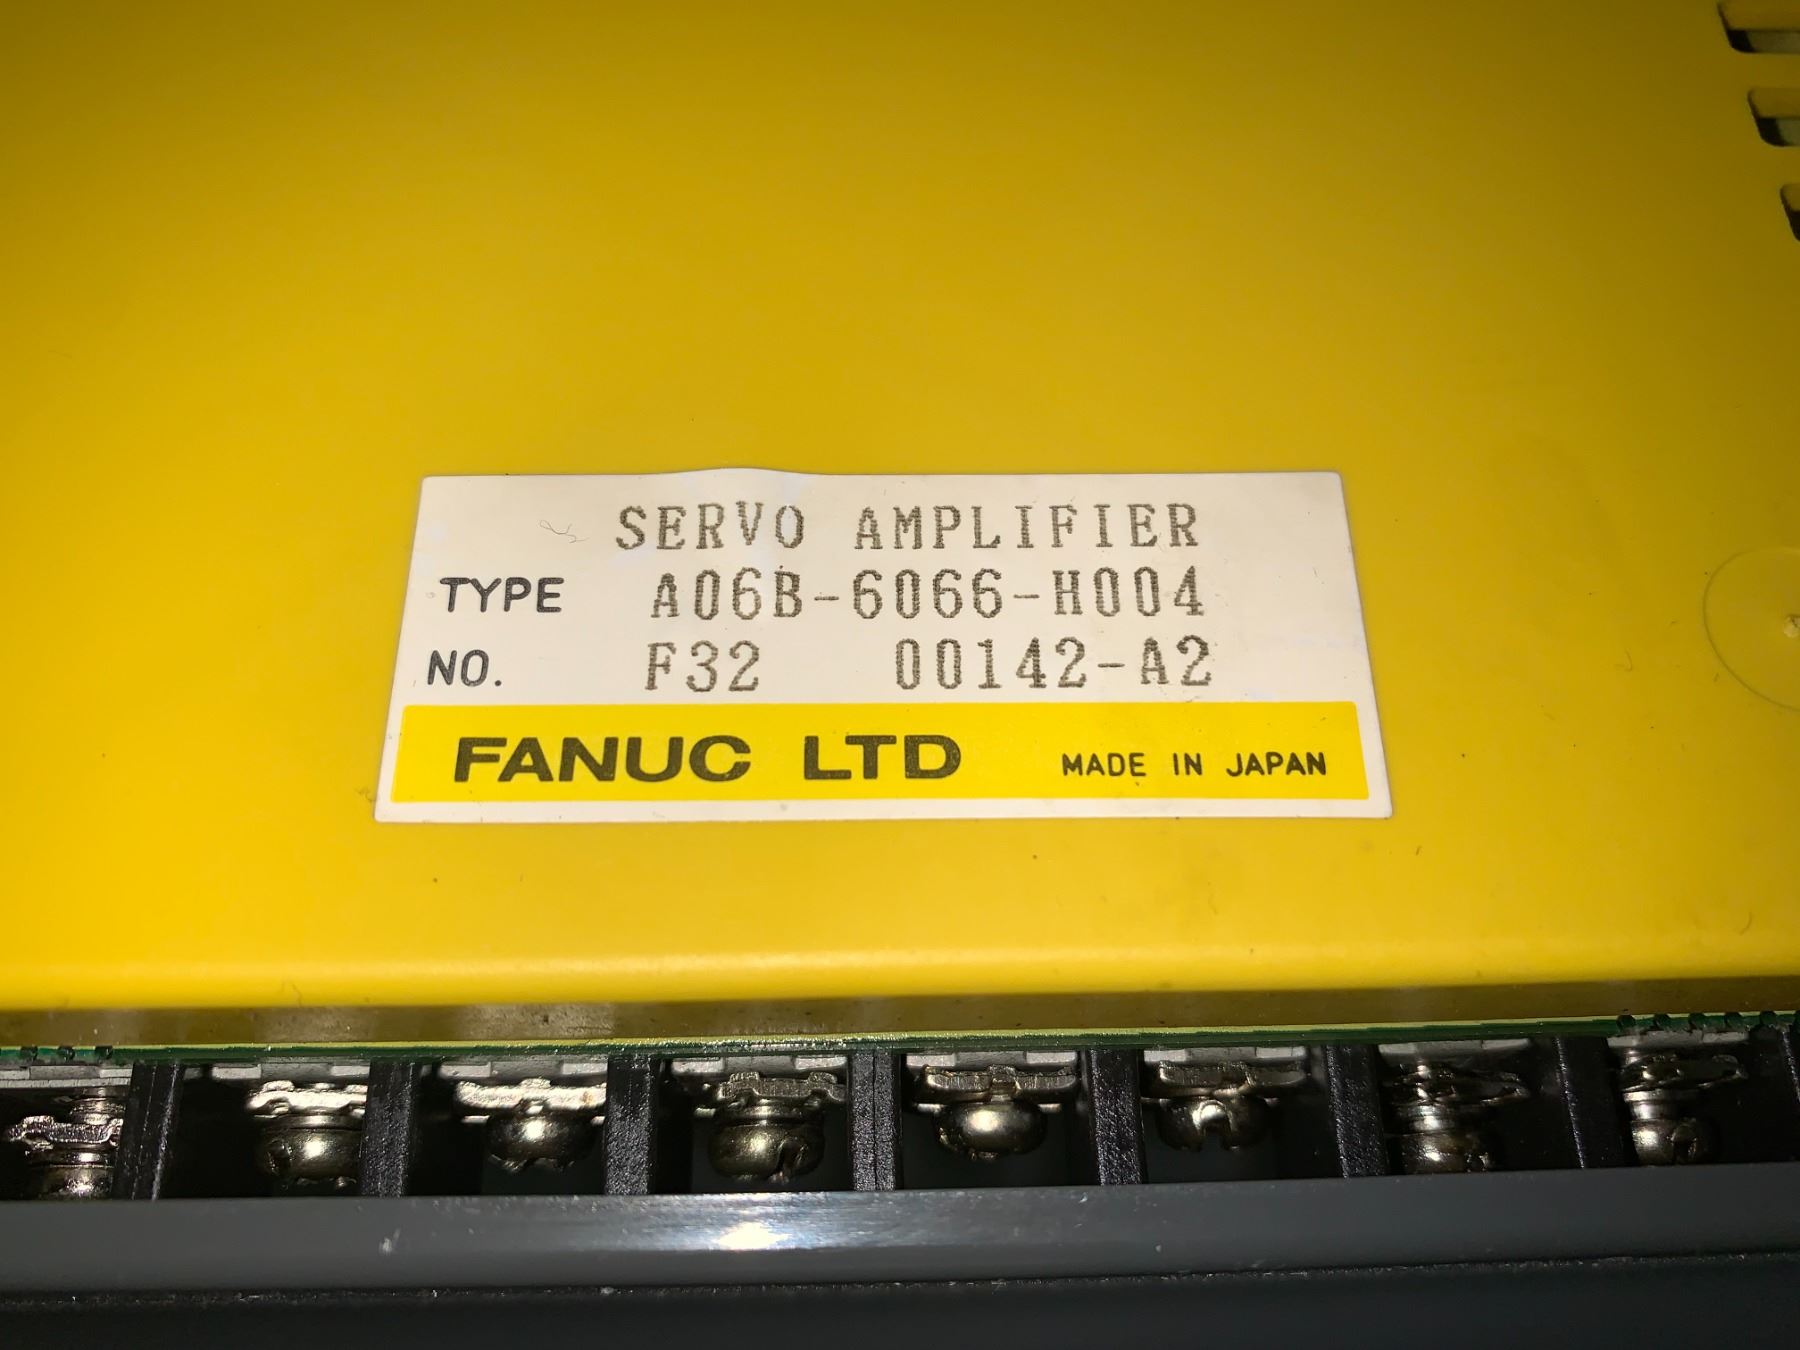 SERVO AMPLIFIER
TYPE A06B-6066-H004
NO. F32 00142-A2
FANUC LTD MADE IN JAPAN